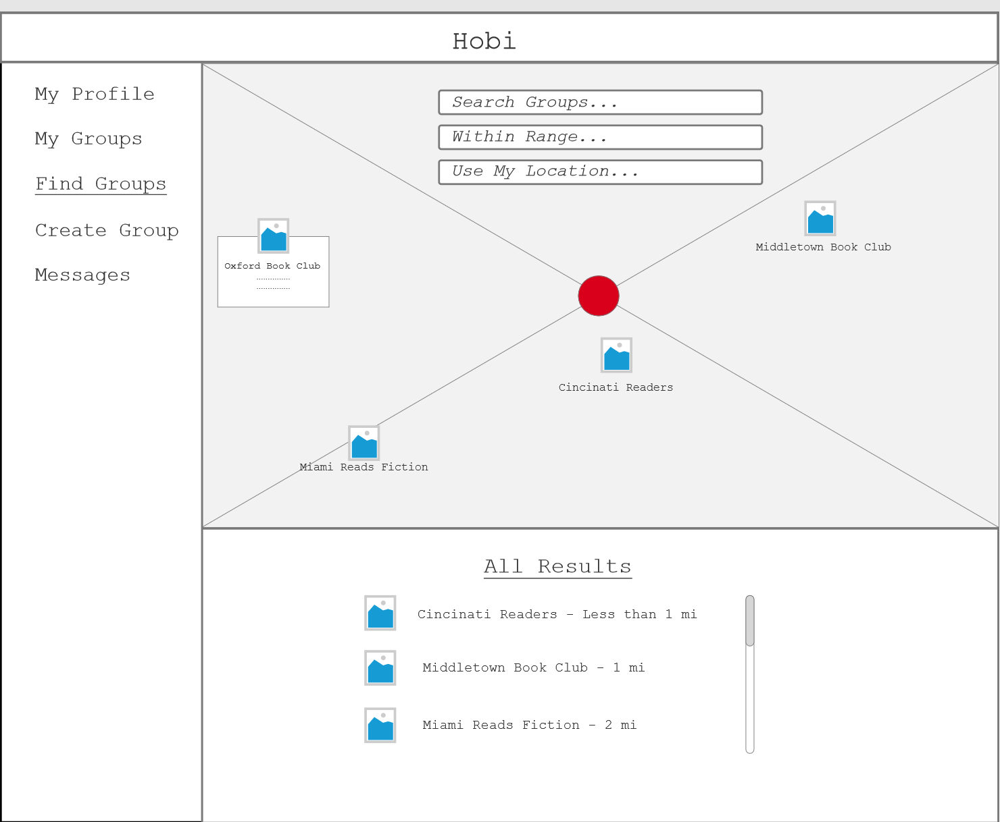 Hobi
My Profile
My Groups
Find Groups
Create Group
Messages
Search Groups...
Within Range...
Use My Location...
Oxford Book Club
...............
...............
Middletown Book Club
Cincinati Readers
Miami Reads Fiction
All Results
Cincinati Readers - Less than 1 mi
Middletown Book Club - 1 mi
Miami Reads Fiction - 2 mi